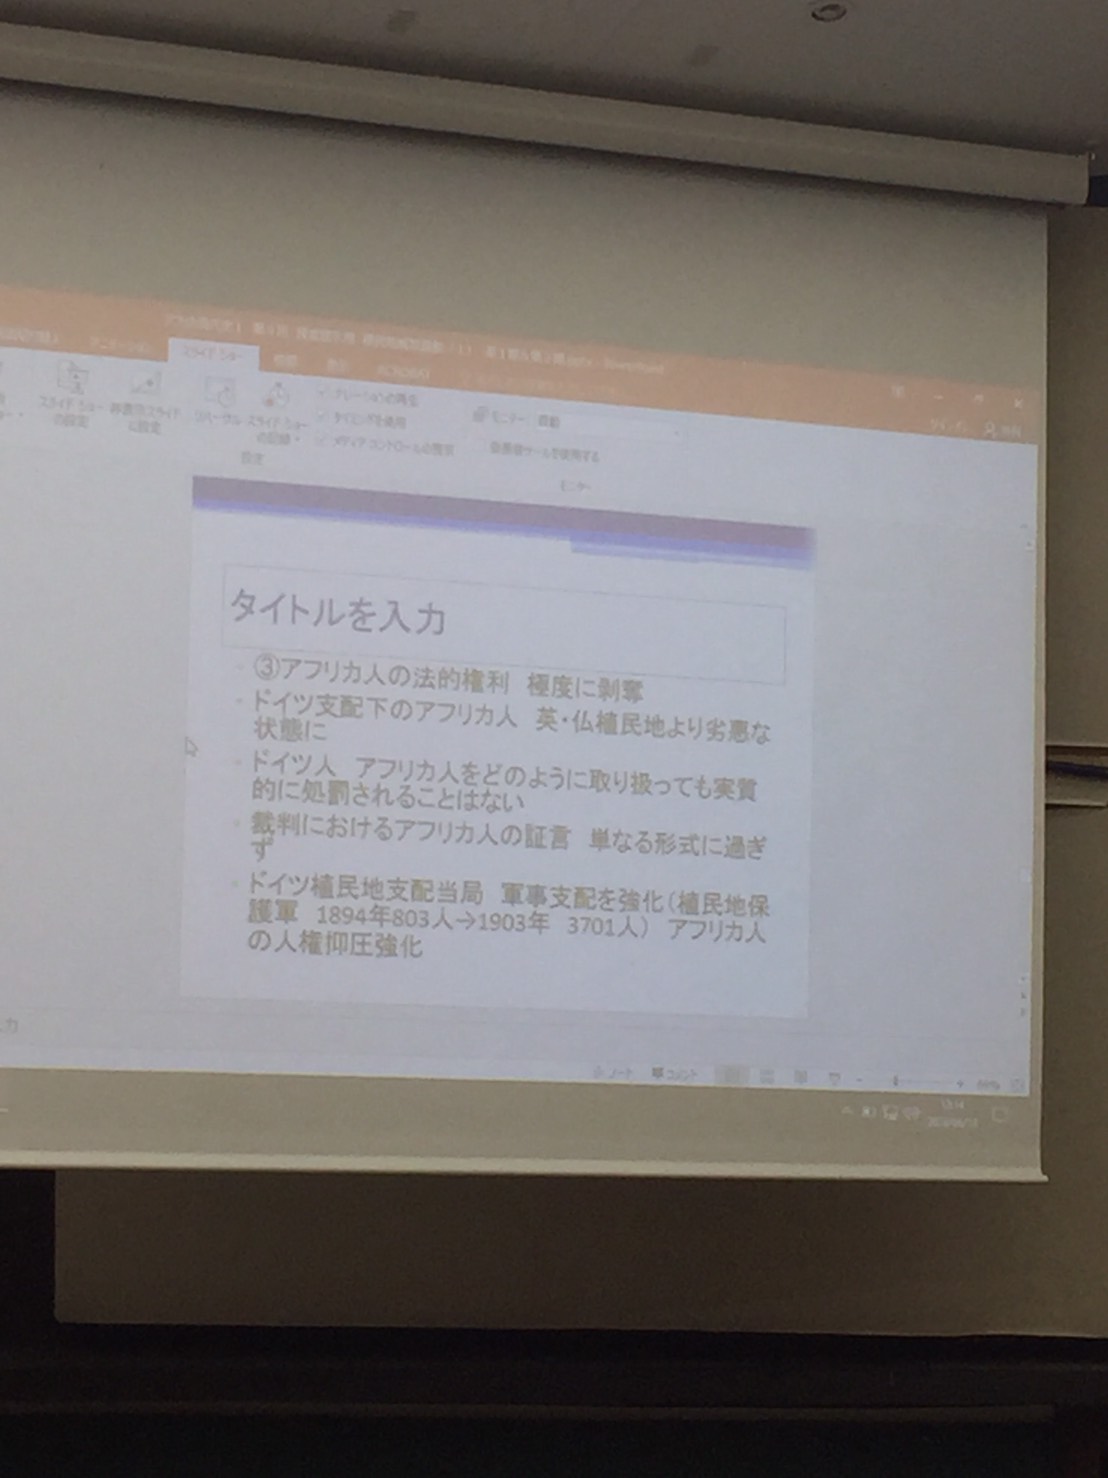 スライド ショー
スライド ショー
の設定
非表示スライド
に設定
リハーサル
スライド ショー
の記録
ナレーションの再生
タイミングを使用
メディア コントロールの表示
設定
モニター
自動
発表者ツールを使用する
モニター
タイトルを入力
③アフリカ人の法的権利 極度に剥奪
ドイツ支配下のアフリカ人 英・仏植民地より劣悪な
状態に
ドイツ人 アフリカ人をどのように取り扱っても実質
的に処罰されることはない
裁判におけるアフリカ人の証言 単なる形式に過ぎ
ず
ドイツ植民地支配当局 軍事支配を強化(植民地保
護軍 1894年803人→1903年 3701人) アフリカ人
の人権抑圧強化
ノート
コメント